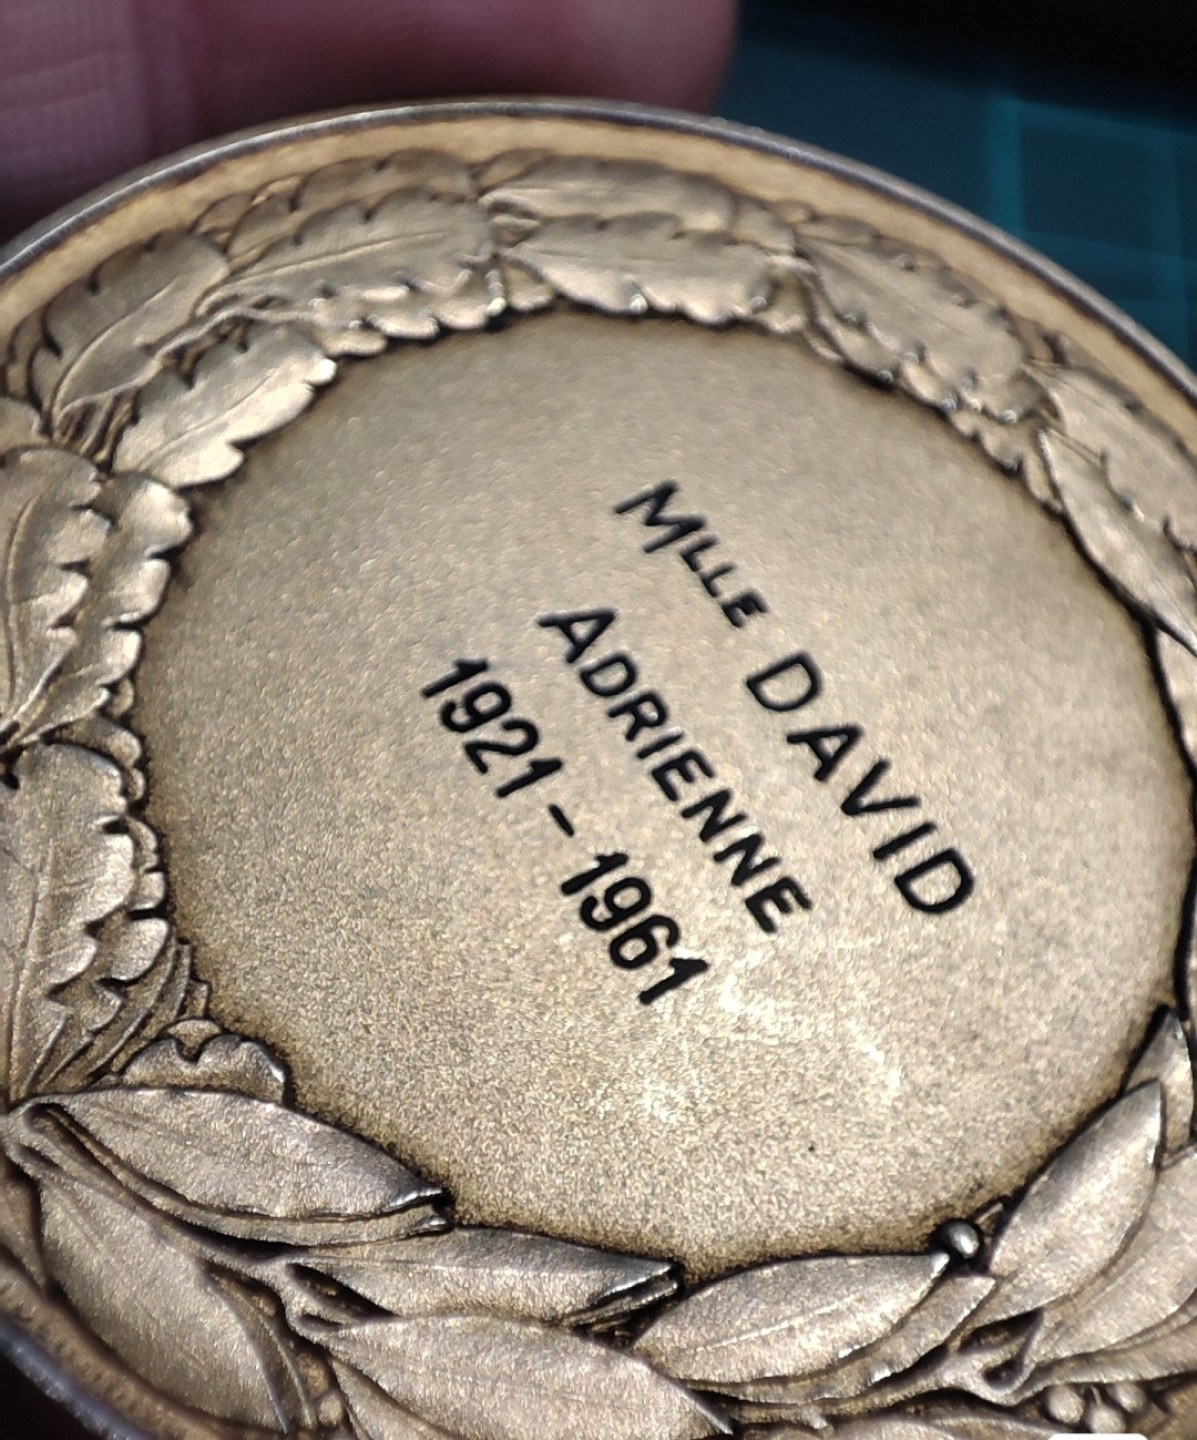 MLLE DAVID
ADRIENNE
1921 - 1961